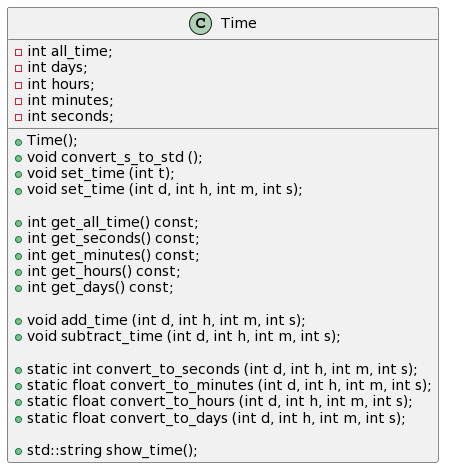 C Time
int all_time;
int days;
int hours;
int minutes;
int seconds;
Time();
void convert_s_to_std ();
void set_time (int t);
void set_time (int d, int h, int m, int s);
int get_all_time() const;
int get_seconds() const;
int get_minutes() const;
int get_hours() const;
int get_days() const;
void add_time (int d, int h, int m, int s);
void subtract_time (int d, int h, int m, int s);
static int convert_to_seconds (int d, int h, int m, int s);
static float convert_to_minutes (int d, int h, int m, int s);
static float convert_to_hours (int d, int h, int m, int s);
static float convert_to_days (int d, int h, int m, int s);
std::string show_time();